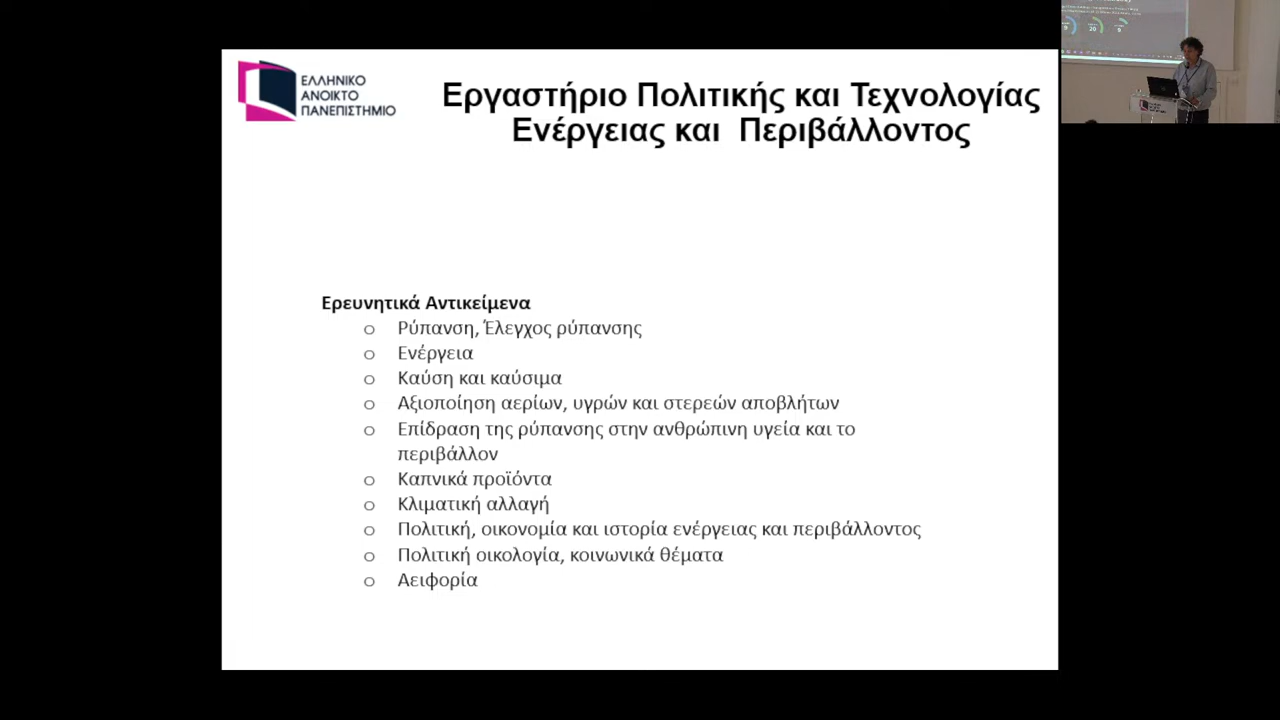 ΕΛΛΗΝΙΚΟ
ΑΝΟΙΚΤΟ
ΠΑΝΕΠΙΣΤΗΜΙΟ
Εργαστήριο Πολιτικής και Τεχνολογίας
Ενέργειας και Περιβάλλοντος
Ερευνητικά Αντικείμενα
o Ρύπανση, Έλεγχος ρύπανσης
o Ενέργεια
o Καύση και καύσιμα
o Αξιοποίηση αερίων, υγρών και στερεών αποβλήτων
o Επίδραση της ρύπανσης στην ανθρώπινη υγεία και το
περιβάλλον
o Καπνικά προϊόντα
o Κλιματική αλλαγή
o Πολιτική, οικονομία και ιστορία ενέργειας και περιβάλλοντος
o Πολιτική οικολογία, κοινωνικά θέματα
o Αειφορία